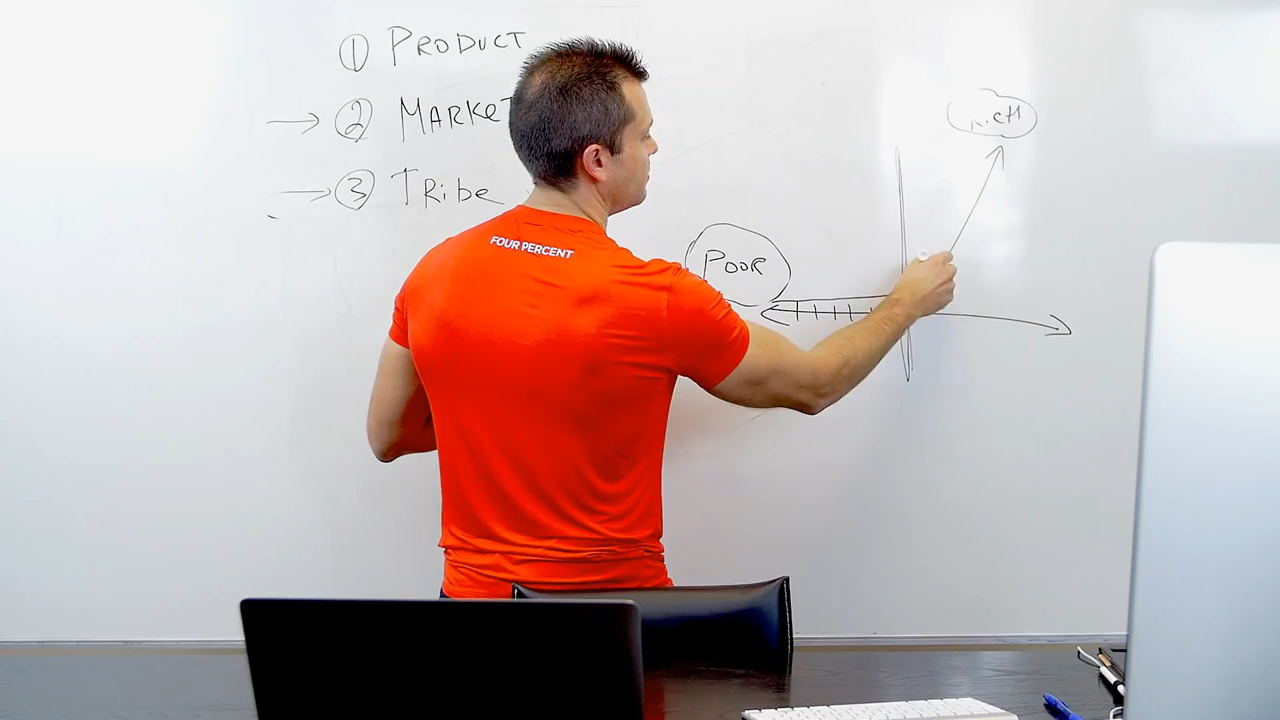 ① PRODUCT
→ ② MARKET
→ ③ TRibe
FOUR PERCENT
POOR